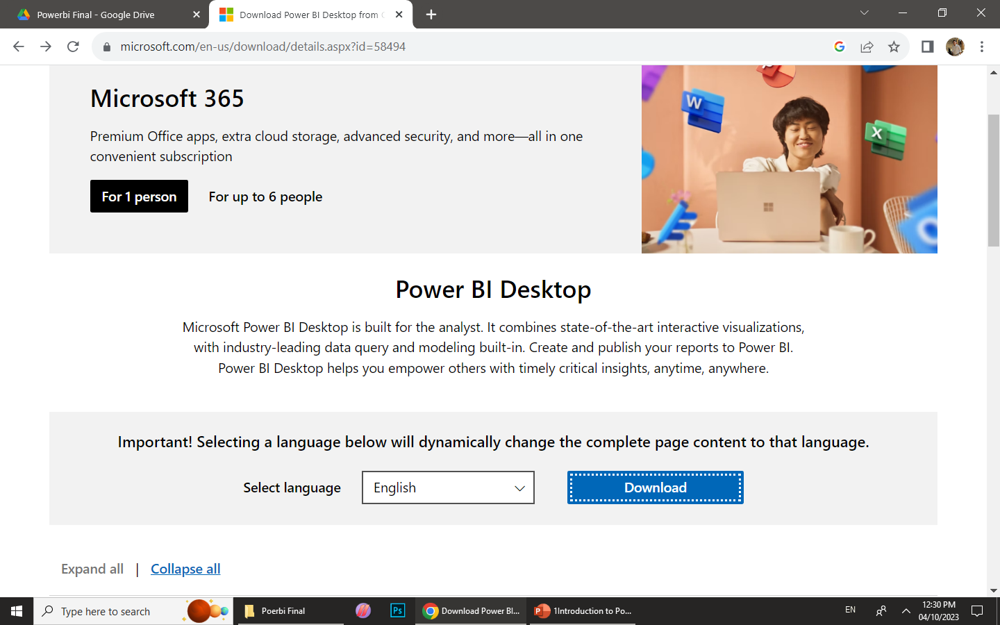 Powerbi Final - Google Drive
Download Power BI Desktop from
microsoft.com/en-us/download/details.aspx?id=58494
Microsoft 365
Premium Office apps, extra cloud storage, advanced security, and more—all in one
convenient subscription
For 1 person
For up to 6 people
W
X
P
Power BI Desktop
Microsoft Power BI Desktop is built for the analyst. It combines state-of-the-art interactive visualizations,
with industry-leading data query and modeling built-in. Create and publish your reports to Power BI.
Power BI Desktop helps you empower others with timely critical insights, anytime, anywhere.
Important! Selecting a language below will dynamically change the complete page content to that language.
Select language
English
Download
Expand all | Collapse all
Type here to search
Poerbi Final
Ps
Download Power BI...
P
1Introduction to Po...
EN
12:30 PM
04/10/2023